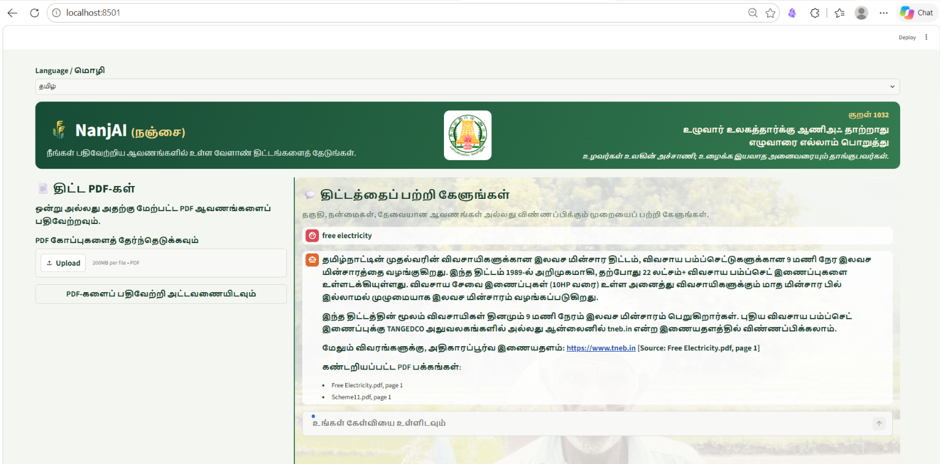 localhost:8501
Chat
Deploy
Language / மொழி
தமிழ்
NanjAI (நஞ்சை)
நீங்கள் பதிவேற்றிய ஆவணங்களில் உள்ள வேளாண் திட்டங்களைத் தேடுங்கள்.
குறள் 1032
உழுவார் உலகத்தார்க்கு ஆணிஅஃ தாற்றாது
எழுவாரை எல்லாம் பொறுத்து
உழவர்கள் உலகின் அச்சாணி; உழைக்க இயலாத அனைவரையும் தாங்குபவர்கள்.
திட்ட PDF-கள்
ஒன்று அல்லது அதற்கு மேற்பட்ட PDF ஆவணங்களைப்
பதிவேற்றவும்.
PDF கோப்புகளைத் தேர்ந்தெடுக்கவும்
Upload
200MB per file • PDF
PDF-களைப் பதிவேற்றி அட்டவணையிடவும்
திட்டத்தைப் பற்றி கேளுங்கள்
தகுதி, நன்மைகள், தேவையான ஆவணங்கள் அல்லது விண்ணப்பிக்கும் முறையைப் பற்றி கேளுங்கள்.
free electricity
தமிழ்நாட்டின் முதல்வரின் விவசாயிகளுக்கான இலவச மின்சார திட்டம், விவசாய பம்ப்செட்டுகளுக்கான 9 மணி நேர இலவச
மின்சாரத்தை வழங்குகிறது. இந்த திட்டம் 1989-ல் அறிமுகமாகி, தற்போது 22 லட்சம்+ விவசாய பம்ப்செட் இணைப்புகளை
உள்ளடக்கியுள்ளது. விவசாய சேவை இணைப்புகள் (10HP வரை) உள்ள அனைத்து விவசாயிகளுக்கும் மாத மின்சார பில்
இல்லாமல் முழுமையாக இலவச மின்சாரம் வழங்கப்படுகிறது.
இந்த திட்டத்தின் மூலம் விவசாயிகள் தினமும் 9 மணி நேரம் இலவச மின்சாரம் பெறுகிறார்கள். புதிய விவசாய பம்ப்செட்
இணைப்புக்கு TANGEDCO அலுவலகங்களில் அல்லது ஆன்லைனில் tneb.in என்ற இணையதளத்தில் விண்ணப்பிக்கலாம்.
மேலும் விவரங்களுக்கு, அதிகாரப்பூர்வ இணையதளம்: https://www.tneb.in [Source: Free Electricity.pdf, page 1]
கண்டறியப்பட்ட PDF பக்கங்கள்:
Free Electricity.pdf, page 1
Scheme11.pdf, page 1
உங்கள் கேள்வியை உள்ளிடவும்